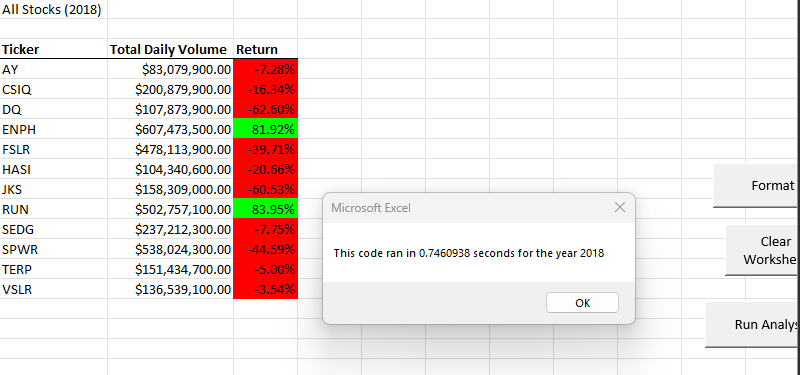 All Stocks (2018)
Ticker Total Daily Volume Return
AY $83,079,900.00 -7.28%
CSIQ $200,879,900.00 -16.34%
DQ $107,873,900.00 -62.60%
ENPH $607,473,500.00 81.92%
FSLR $478,113,900.00 -39.71%
HASI $104,340,600.00 -20.66%
JKS $158,309,000.00 -60.53%
RUN $502,757,100.00 83.95%
SEDG $237,212,300.00 -7.75%
SPWR $538,024,300.00 -44.59%
TERP $151,434,700.00 -5.00%
VSLR $136,539,100.00 -3.54%
Microsoft Excel
This code ran in 0.7460938 seconds for the year 2018
OK
Format
Clear
Workshe
Run Analys